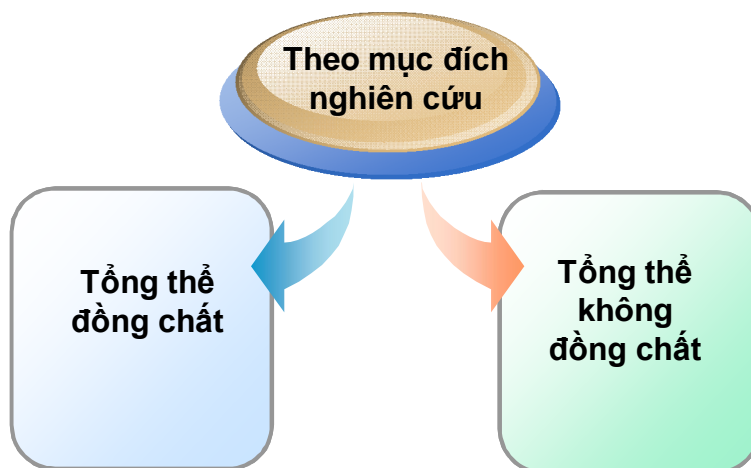 Theo mục đích
nghiên cứu
Tổng thể
đồng chất
Tổng thể
không
đồng chất